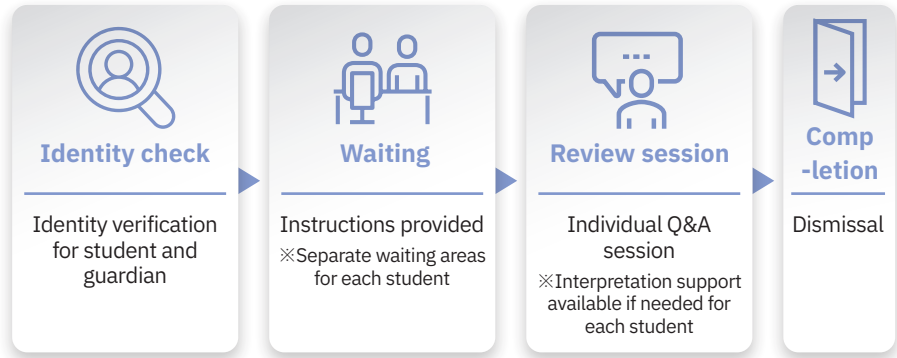 Identity check
Identity verification
for student and
guardian
Waiting
Instructions provided
※Separate waiting areas
for each student
Review session
Individual Q&A
session
※Interpretation support
available if needed for
each student
Comp
-letion
Dismissal